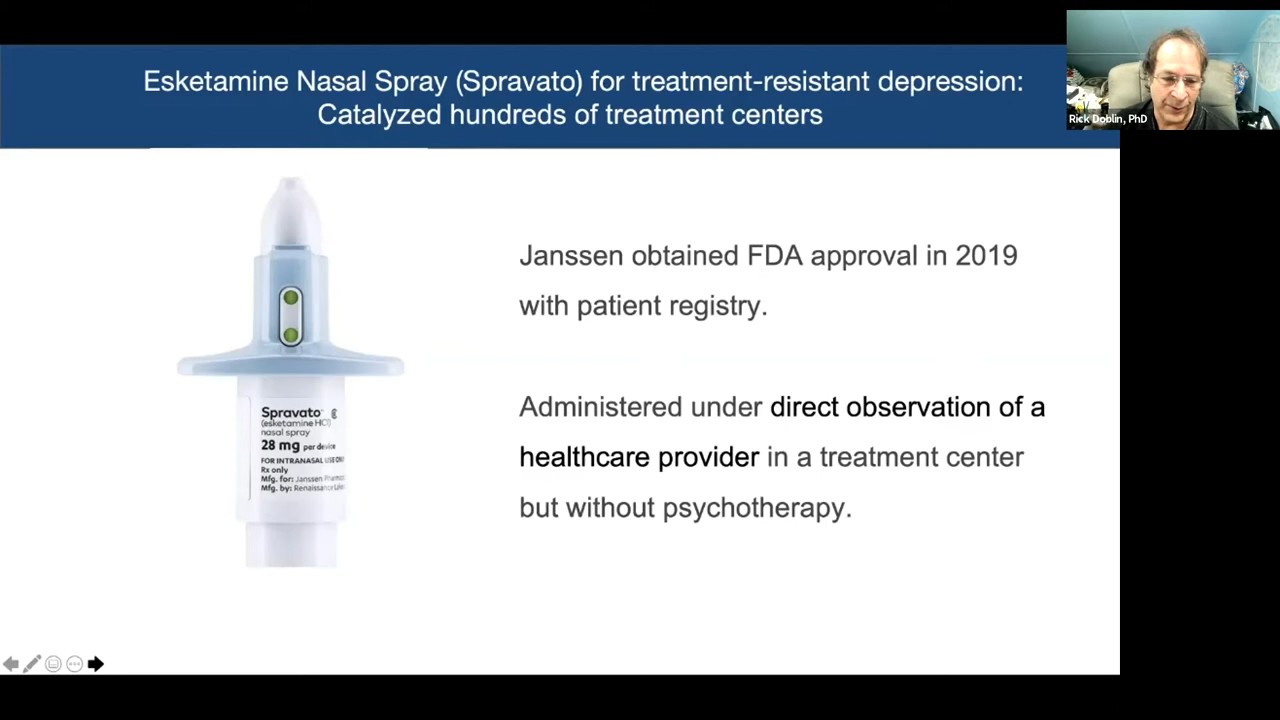 Esketamine Nasal Spray (Spravato) for treatment-resistant depression:
Catalyzed hundreds of treatment centers
Rick Doblin, PhD
Janssen obtained FDA approval in 2019
with patient registry.
Administered under direct observation of a
healthcare provider in a treatment center
but without psychotherapy.
Spravato
(esketamine HCl)
nasal spray
28 mg per device
FOR INTRANASAL USE ONLY
Rx only
Mfg. for: Janssen
Mfg. by: Renaissance